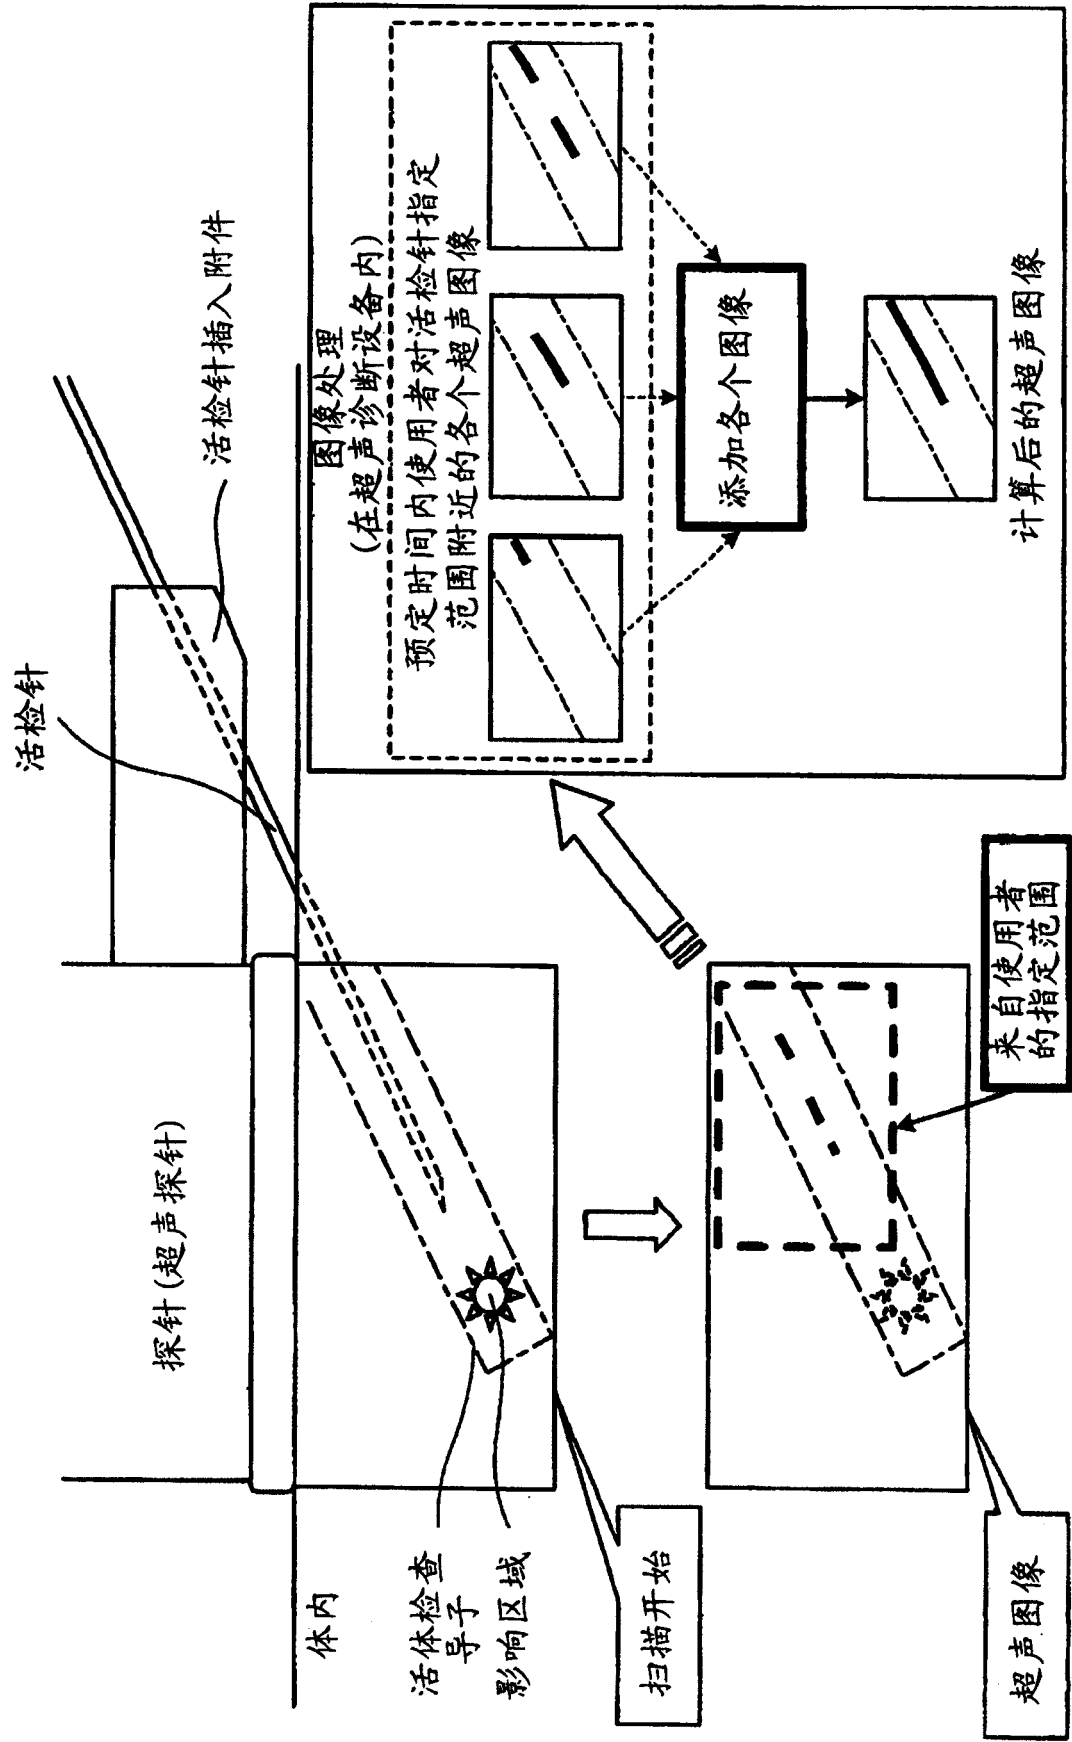 探针(超声探针)
活检针
活检针插入附件
体内
活体检查
导子
影响区域
扫描开始
超声图像
来自使用者
的指定范围
图像处理
(在超声诊断设备内)
预定时间内使用者对活检针指定
范围附近的各个超声图像
添加各个图像
计算后的超声图像